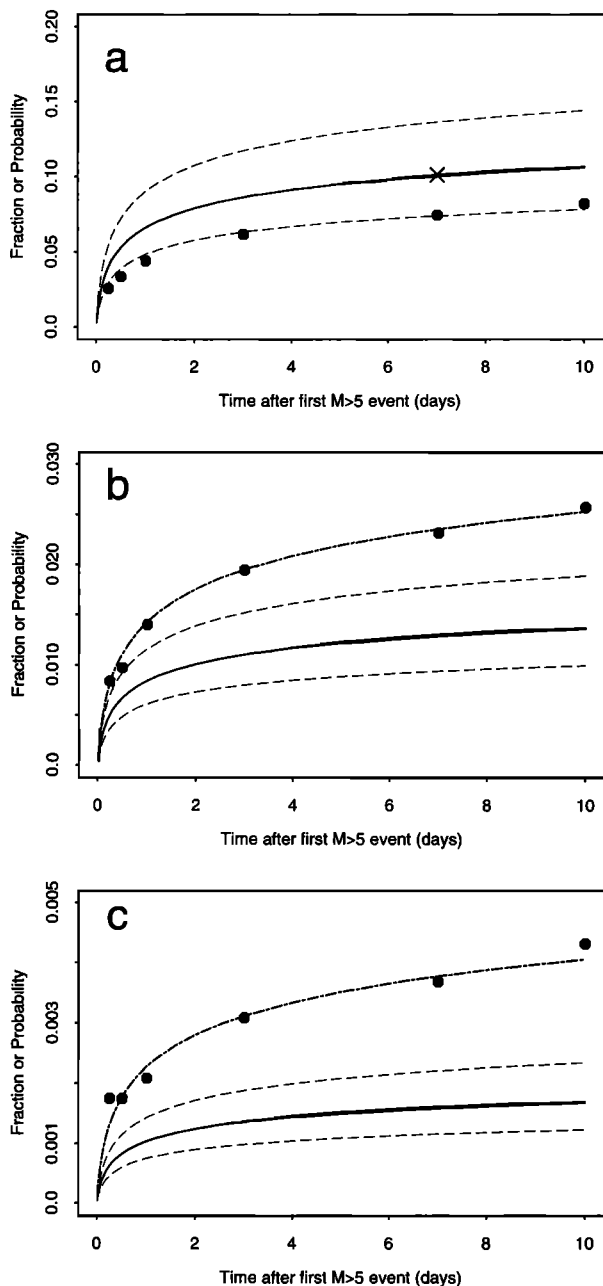 a
Fraction or Probability
0.20
0.15
0.10
0.05
0.0
0 2 4 6 8 10
Time after first M>5 event (days)
b
Fraction or Probability
0.030
0.020
0.010
0.0
0 2 4 6 8 10
Time after first M>5 event (days)
c
Fraction or Probability
0.005
0.003
0.001
0.0
0 2 4 6 8 10
Time after first M>5 event (days)